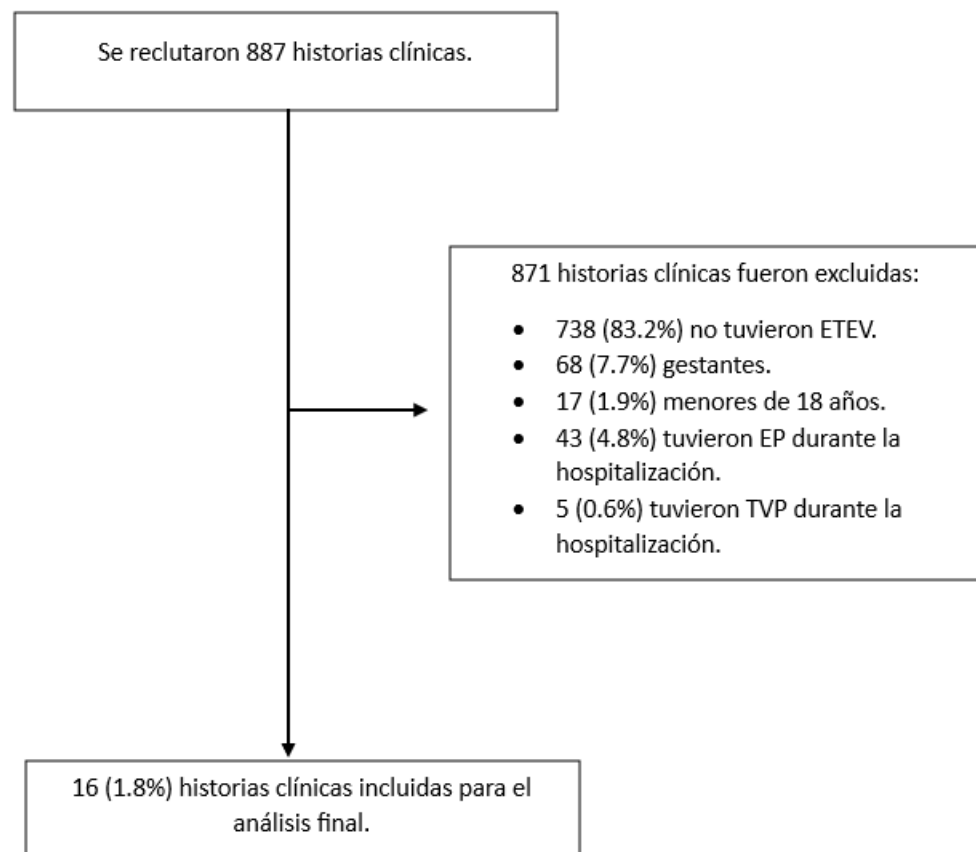 Se reclutaron 887 historias clínicas.
871 historias clínicas fueron excluidas:
• 738 (83.2%) no tuvieron ETEV.
• 68 (7.7%) gestantes.
• 17 (1.9%) menores de 18 años.
• 43 (4.8%) tuvieron EP durante la
hospitalización.
• 5 (0.6%) tuvieron TVP durante la
hospitalización.
16 (1.8%) historias clínicas incluidas para el
análisis final.